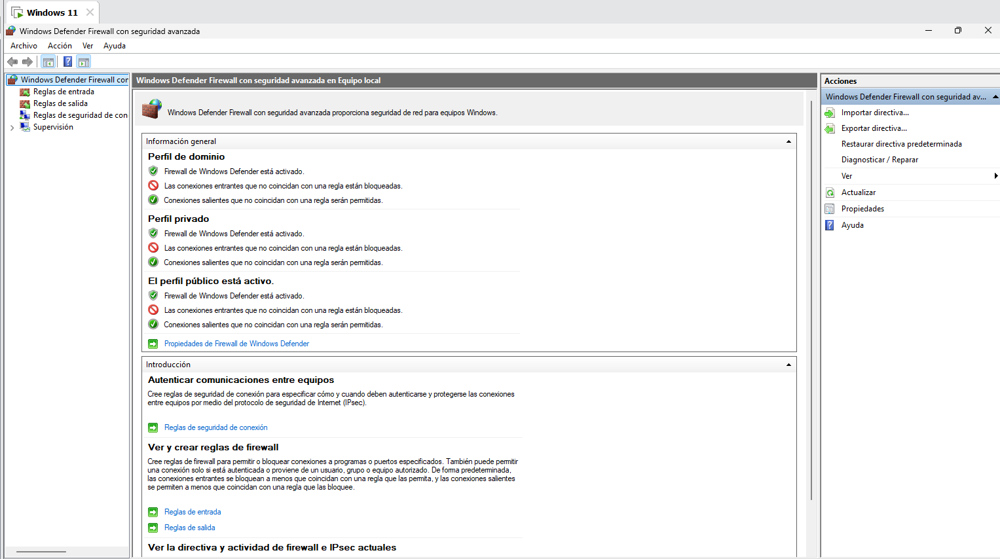 Windows 11
Windows Defender Firewall con seguridad avanzada
Archivo Acción Ver Ayuda
Windows Defender Firewall con
Reglas de entrada
Reglas de salida
Reglas de seguridad de con
Supervisión
Windows Defender Firewall con seguridad avanzada en Equipo local
Windows Defender Firewall con seguridad avanzada proporciona seguridad de red para equipos Windows.
Información general
Perfil de dominio
Firewall de Windows Defender está activado.
Las conexiones entrantes que no coincidan con una regla están bloqueadas.
Conexiones salientes que no coincidan con una regla serán permitidas.
Perfil privado
Firewall de Windows Defender está activado.
Las conexiones entrantes que no coincidan con una regla están bloqueadas.
Conexiones salientes que no coincidan con una regla serán permitidas.
El perfil público está activo.
Firewall de Windows Defender está activado.
Las conexiones entrantes que no coincidan con una regla están bloqueadas.
Conexiones salientes que no coincidan con una regla serán permitidas.
Propiedades de Firewall de Windows Defender
Introducción
Autenticar comunicaciones entre equipos
Cree reglas de seguridad de conexión para especificar cómo y cuando deben autenticarse y protegerse las conexiones
entre equipos por medio del protocolo de seguridad de Internet (IPsec).
Reglas de seguridad de conexión
Ver y crear reglas de firewall
Cree reglas de firewall para permitir o bloquear conexiones a programas o puertos especificados. También puede permitir
una conexión solo si está autenticada o proviene de un usuario, grupo o equipo autorizado. De forma predeterminada,
las conexiones entrantes se bloquean a menos que coincidan con una regla que las permita, y las conexiones salientes
se permiten a menos que coincidan con una regla que las bloquee.
Reglas de entrada
Reglas de salida
Ver la directiva y actividad de firewall e IPsec actuales
Acciones
Windows Defender Firewall con seguridad av...
Importar directiva...
Exportar directiva...
Restaurar directiva predeterminada
Diagnosticar / Reparar
Ver
Actualizar
Propiedades
Ayuda